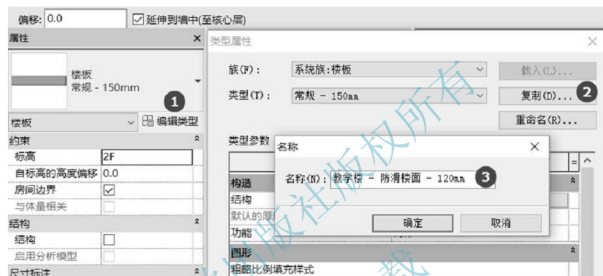 偏移: 0.0 延伸到墙中(至核心层)
属性
楼板
常规 - 150mm
1
楼板 编辑类型
约束
标高 2F
自标高的高度偏移 0.0
房间边界
与体量相关
结构
结构
启用分析模型
尺寸标注
类型属性
族(F): 系统族:楼板 载入(L)...
类型(T): 常规 - 150mm 复制(D)... 2
重命名(R)...
类型参数
=
名称
名称(N): 教学楼 - 防滑楼面 - 120mm 3
确定 取消
构造
结构
默认的厚
功能
图形
粗略比例填充样式